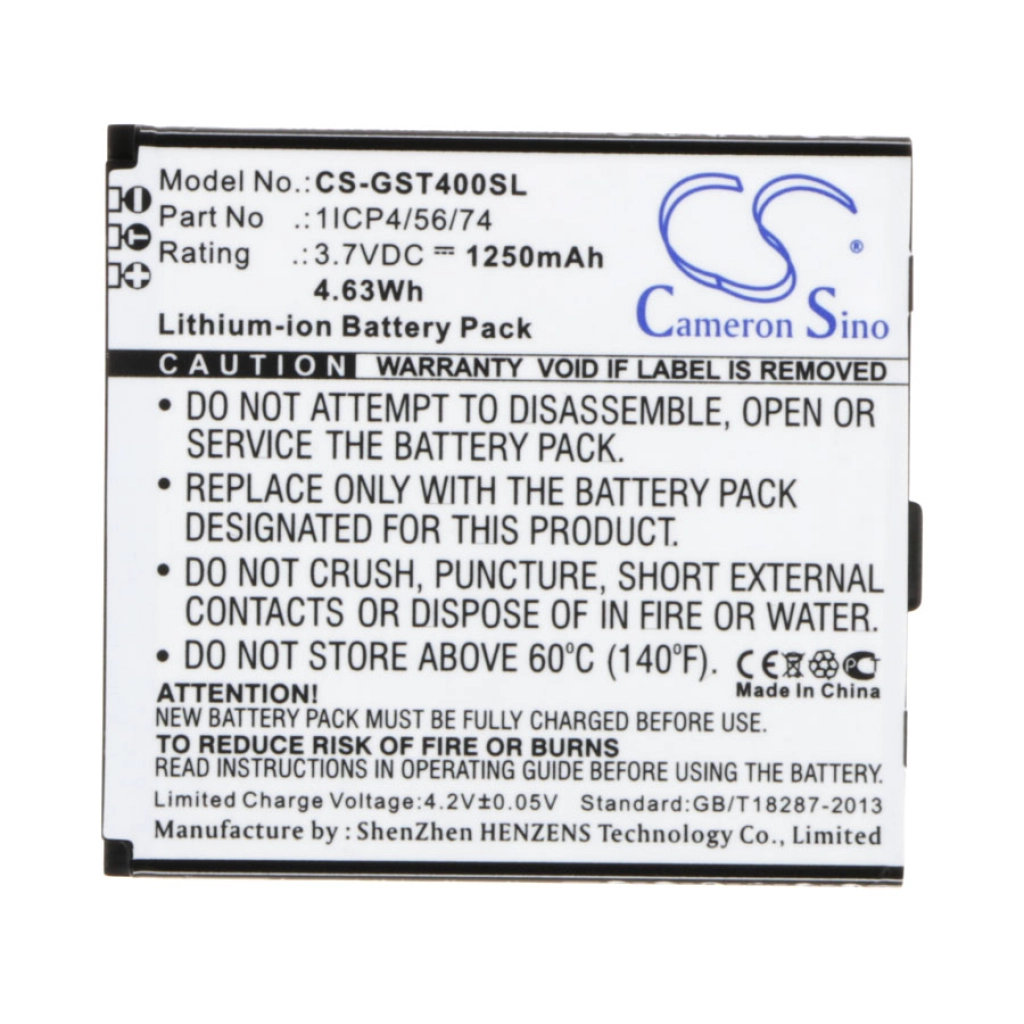 Model No.: CS-GST400SL
Part No .: 1ICP4/56/74
Rating .: 3.7VDC ⎓ 1250mAh
4.63Wh
Lithium-ion Battery Pack
CS ®
Cameron Sino
CAUTION WARRANTY VOID IF LABEL IS REMOVED
• DO NOT ATTEMPT TO DISASSEMBLE, OPEN OR
SERVICE THE BATTERY PACK.
• REPLACE ONLY WITH THE BATTERY PACK
DESIGNATED FOR THIS PRODUCT.
• DO NOT CRUSH, PUNCTURE, SHORT EXTERNAL
CONTACTS OR DISPOSE OF IN FIRE OR WATER.
• DO NOT STORE ABOVE 60°C (140°F). CE PCT
Made In China
ATTENTION!
NEW BATTERY PACK MUST BE FULLY CHARGED BEFORE USE.
TO REDUCE RISK OF FIRE OR BURNS
READ INSTRUCTIONS IN OPERATING GUIDE BEFORE USING THE BATTERY.
Limited Charge Voltage:4.2V±0.05V Standard:GB/T18287-2013
Manufacture by : ShenZhen HENZENS Technology Co., Limited